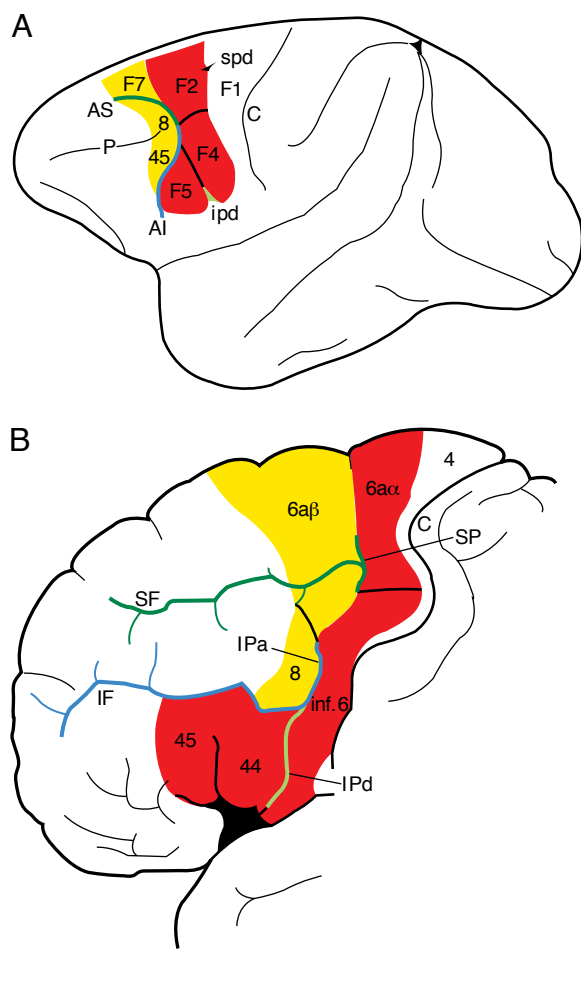 A
spd
F7
F2
F1
AS
C
8
P
45
F4
F5
ipd
AI
B
4
6aα
6aβ
C
SP
SF
IPa
8
IF
inf.6
45
44
IPd